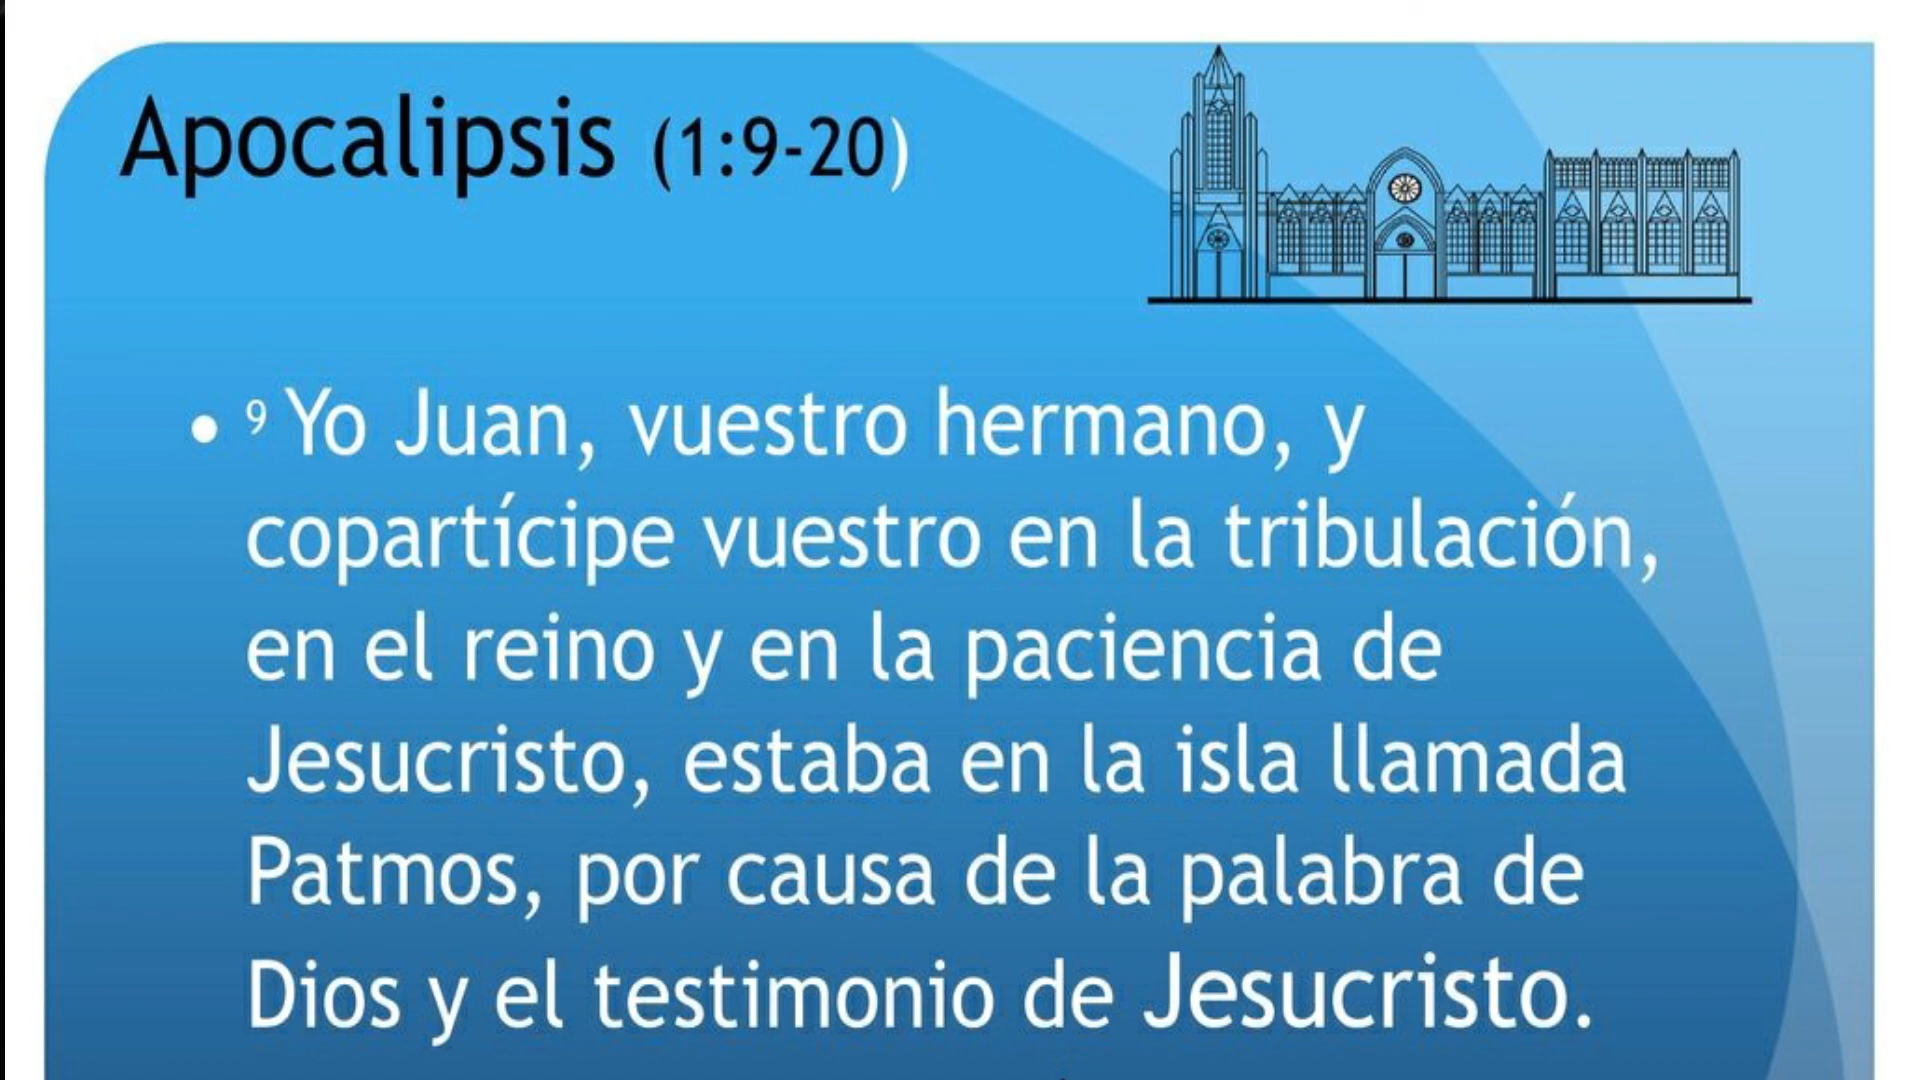 Apocalipsis (1:9-20)
• ⁹ Yo Juan, vuestro hermano, y
copartícipe vuestro en la tribulación,
en el reino y en la paciencia de
Jesucristo, estaba en la isla llamada
Patmos, por causa de la palabra de
Dios y el testimonio de Jesucristo.